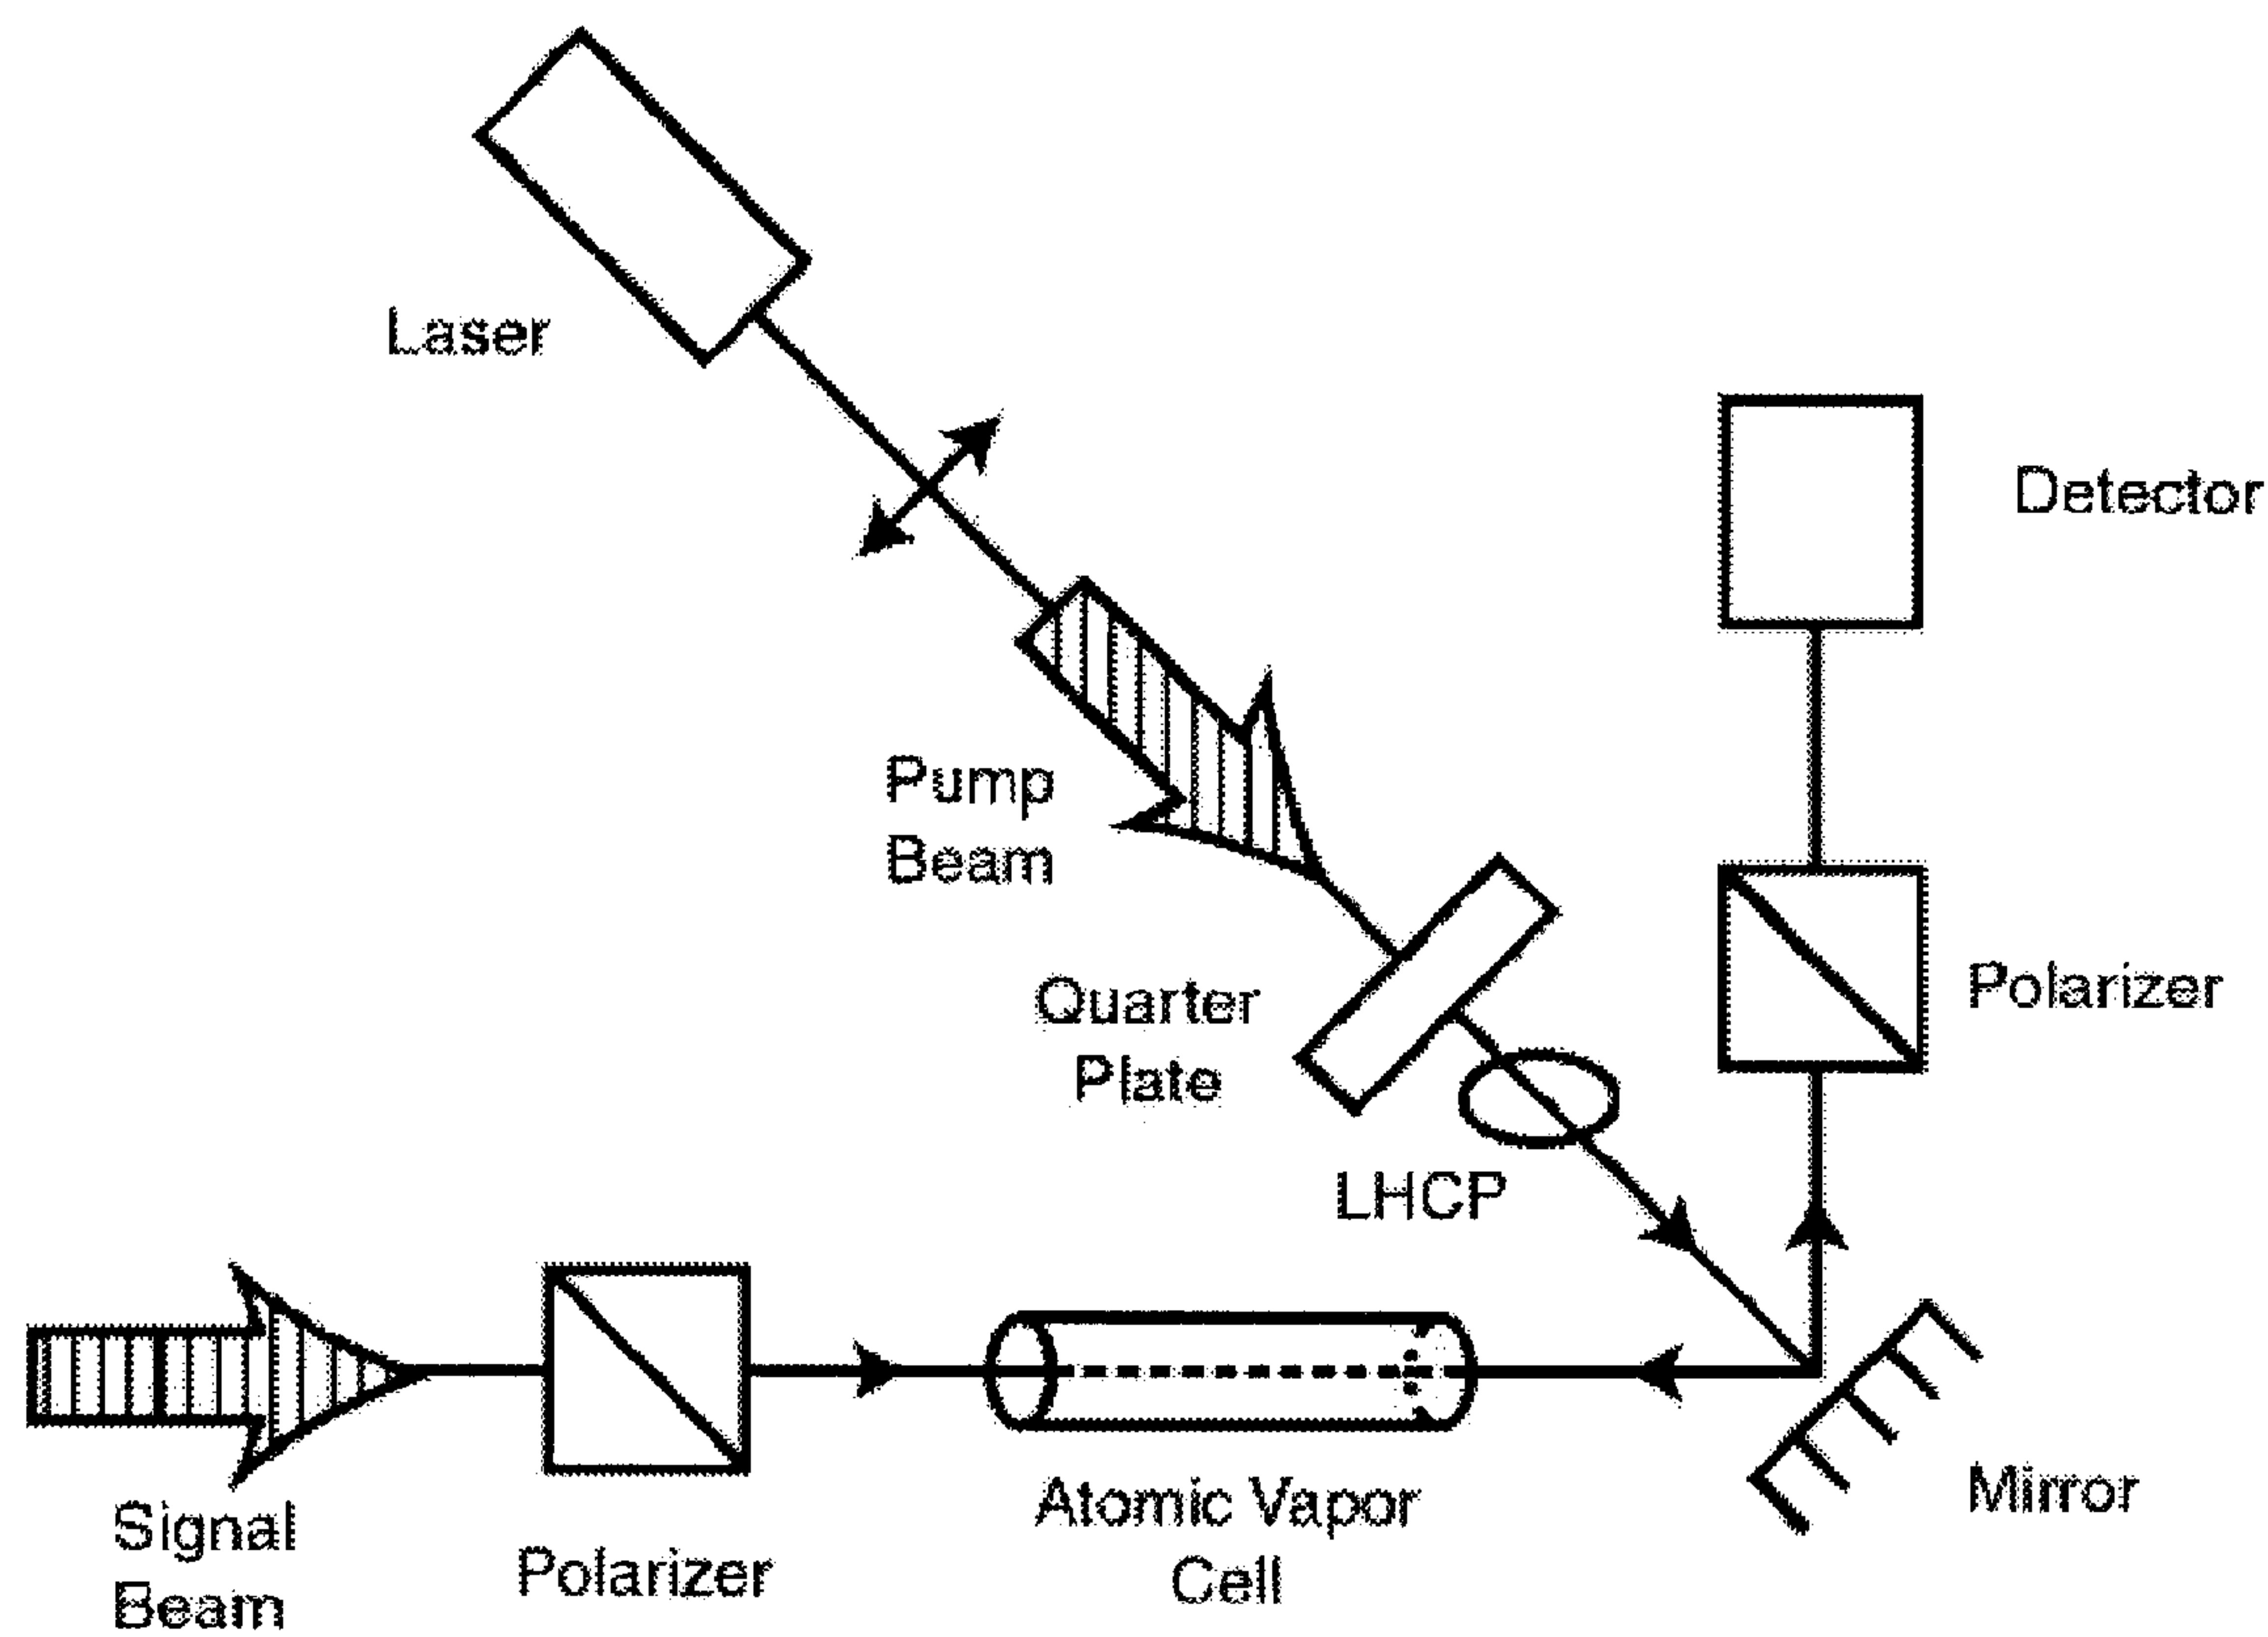 Laser
Detector
Pump
Beam
Quarter
Plate
Polarizer
LHCP
Signal
Beam
Polarizer
Atomic Vapor
Cell
Mirror